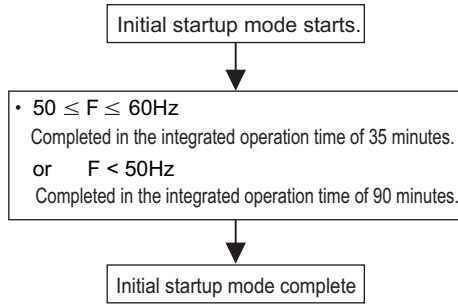 Initial startup mode starts.
· 50 ≤ F ≤ 60Hz
Completed in the integrated operation time of 35 minutes.
or F < 50Hz
Completed in the integrated operation time of 90 minutes.
Initial startup mode complete